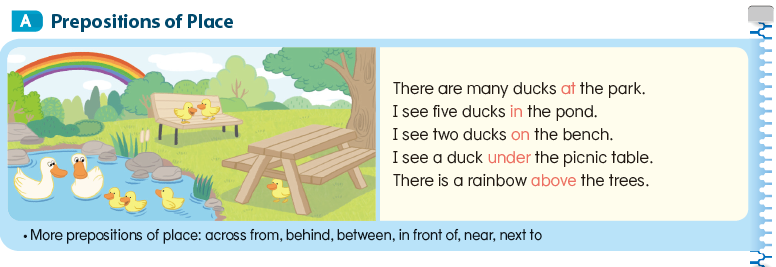 A Prepositions of Place
There are many ducks at the park.
I see five ducks in the pond.
I see two ducks on the bench.
I see a duck under the picnic table.
There is a rainbow above the trees.
• More prepositions of place: across from, behind, between, in front of, near, next to